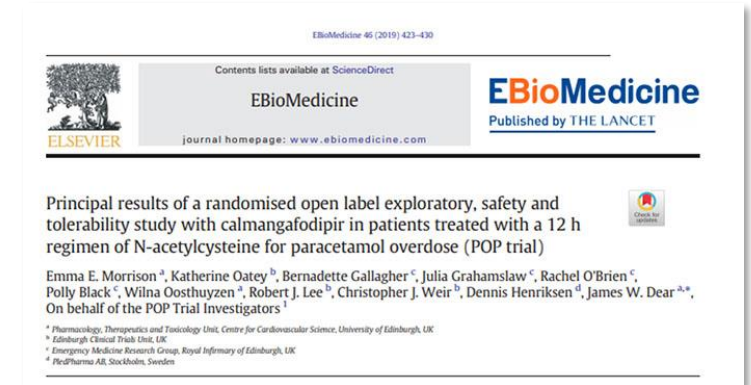 EBioMedicine 46 (2019) 423–430
Contents lists available at ScienceDirect
EBioMedicine
journal homepage: www.ebiomedicine.com
ELSEVIER
EBioMedicine
Published by THE LANCET
Principal results of a randomised open label exploratory, safety and
tolerability study with calmangafodipir in patients treated with a 12 h
regimen of N-acetylcysteine for paracetamol overdose (POP trial)
Check for
updates
Emma E. Morrison a, Katherine Oatey b, Bernadette Gallagher c, Julia Grahamslaw c, Rachel O'Brien c,
Polly Black c, Wilna Oosthuyzen a, Robert J. Lee b, Christopher J. Weir b, Dennis Henriksen d, James W. Dear a,*,
On behalf of the POP Trial Investigators 1
a Pharmacology, Therapeutics and Toxicology Unit, Centre for Cardiovascular Science, University of Edinburgh, UK
b Edinburgh Clinical Trials Unit, UK
c Emergency Medicine Research Group, Royal Infirmary of Edinburgh, UK
d PledPharma AB, Stockholm, Sweden